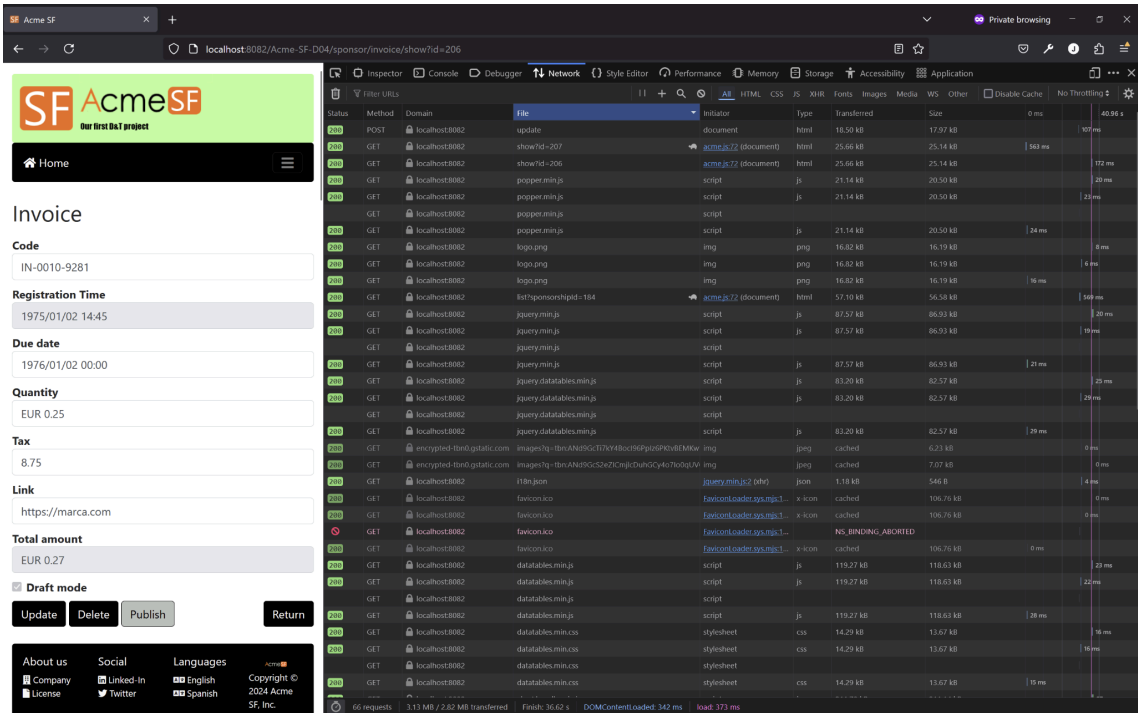 Acme SF
Private browsing
localhost:8082/Acme-SF-D04/sponsor/invoice/show?id=206
SF AcmeSF
Our first D&T project
Home
Invoice
Code
IN-0010-9281
Registration Time
1975/01/02 14:45
Due date
1976/01/02 00:00
Quantity
EUR 0.25
Tax
8.75
Link
https://marca.com
Total amount
EUR 0.27
Draft mode
Update Delete Publish Return
About us Social Languages AcmeSF
Company Linked-In English Copyright ©
License Twitter Spanish 2024 Acme
SF, Inc.
Inspector Console Debugger Network Style Editor Performance Memory Storage Accessibility Application
Filter URLs All HTML CSS JS XHR Fonts Images Media WS Other Disable Cache No Throttling
Status Method Domain File Initiator Type Transferred Size 0 ms 40.96 s
200 POST localhost:8082 update document html 18.50 kB 17.97 kB 107 ms
200 GET localhost:8082 show?id=207 acme.js:72 (document) html 25.66 kB 25.14 kB 563 ms
200 GET localhost:8082 show?id=206 acme.js:72 (document) html 25.66 kB 25.14 kB 172 ms
200 GET localhost:8082 popper.min.js script js 21.14 kB 20.50 kB 20 ms
200 GET localhost:8082 popper.min.js script js 21.14 kB 20.50 kB 23 ms
GET localhost:8082 popper.min.js script
200 GET localhost:8082 popper.min.js script js 21.14 kB 20.50 kB 24 ms
200 GET localhost:8082 logo.png img png 16.82 kB 16.19 kB 8 ms
200 GET localhost:8082 logo.png img png 16.82 kB 16.19 kB 6 ms
200 GET localhost:8082 logo.png img png 16.82 kB 16.19 kB 16 ms
200 GET localhost:8082 list?sponsorshipId=184 acme.js:72 (document) html 57.10 kB 56.58 kB 569 ms
200 GET localhost:8082 jquery.min.js script js 87.57 kB 86.93 kB 20 ms
200 GET localhost:8082 jquery.min.js script js 87.57 kB 86.93 kB 19 ms
GET localhost:8082 jquery.min.js script
200 GET localhost:8082 jquery.min.js script js 87.57 kB 86.93 kB 21 ms
200 GET localhost:8082 jquery.datatables.min.js script js 83.20 kB 82.57 kB 25 ms
200 GET localhost:8082 jquery.datatables.min.js script js 83.20 kB 82.57 kB 29 ms
GET localhost:8082 jquery.datatables.min.js script
200 GET localhost:8082 jquery.datatables.min.js script js 83.20 kB 82.57 kB 29 ms
200 GET encrypted-tbn0.gstatic.com img jpeg cached 6.23 kB 0 ms
200 GET encrypted-tbn0.gstatic.com img jpeg cached 7.07 kB 0 ms
200 GET localhost:8082 i18n.json jquery.min.js:2 (xhr) json 1.18 kB 546 B 4 ms
200 GET localhost:8082 favicon.ico FaviconLoader.sys.mjs:1... x-icon cached 106.76 kB 0 ms
200 GET localhost:8082 favicon.ico FaviconLoader.sys.mjs:1... x-icon cached 106.76 kB 0 ms
GET localhost:8082 favicon.ico FaviconLoader.sys.mjs:1... NS_BINDING_ABORTED
200 GET localhost:8082 favicon.ico FaviconLoader.sys.mjs:1... x-icon cached 106.76 kB 0 ms
200 GET localhost:8082 datatables.min.js script js 119.27 kB 118.63 kB 23 ms
200 GET localhost:8082 datatables.min.js script js 119.27 kB 118.63 kB 22 ms
GET localhost:8082 datatables.min.js script
200 GET localhost:8082 datatables.min.js script js 119.27 kB 118.63 kB 28 ms
200 GET localhost:8082 datatables.min.css stylesheet css 14.29 kB 13.67 kB 16 ms
200 GET localhost:8082 datatables.min.css stylesheet css 14.29 kB 13.67 kB 16 ms
GET localhost:8082 datatables.min.css stylesheet
200 GET localhost:8082 datatables.min.css stylesheet css 14.29 kB 13.67 kB 15 ms
66 requests 3.13 MB / 2.82 MB transferred Finish: 36.62 s DOMContentLoaded: 342 ms load: 373 ms